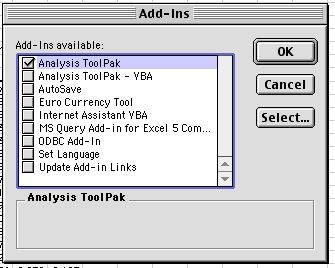 Add-Ins
Add-Ins available:
Analysis ToolPak
Analysis ToolPak - VBA
AutoSave
Euro Currency Tool
Internet Assistant VBA
MS Query Add-in for Excel 5 Com...
ODBC Add-In
Set Language
Update Add-in Links
OK
Cancel
Select...
Analysis ToolPak